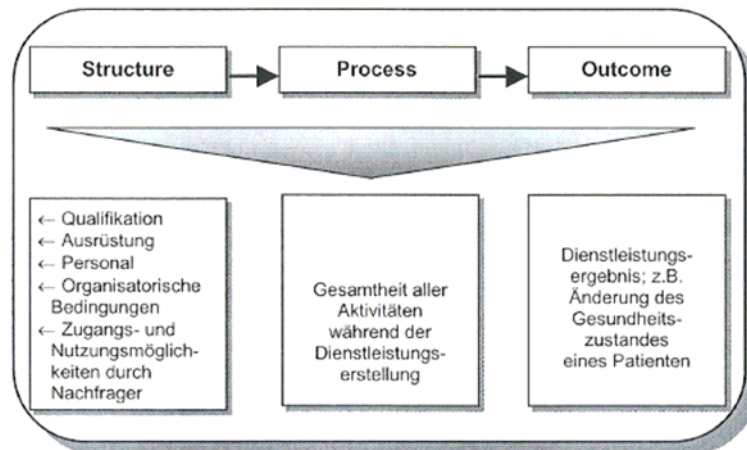 Structure
Process
Outcome
← Qualifikation
← Ausrüstung
← Personal
← Organisatorische
Bedingungen
← Zugangs- und
Nutzungsmöglich-
keiten durch
Nachfrager
Gesamtheit aller
Aktivitäten
während der
Dienstleistungs-
erstellung
Dienstleistungs-
ergebnis; z.B.
Änderung des
Gesundheits-
zustandes
eines Patienten